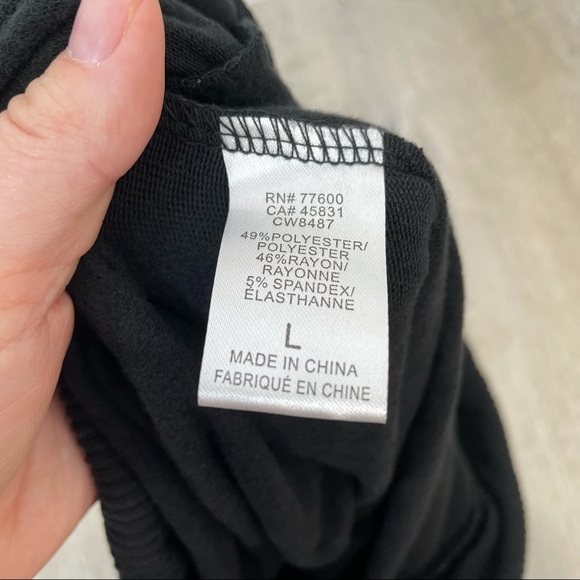 RN# 77600
CA# 45831
CW8487
49%POLYESTER/
POLYESTER
46%RAYON/
RAYONNE
5% SPANDEX/
ÉLASTHANNE
L
MADE IN CHINA
FABRIQUÉ EN CHINE